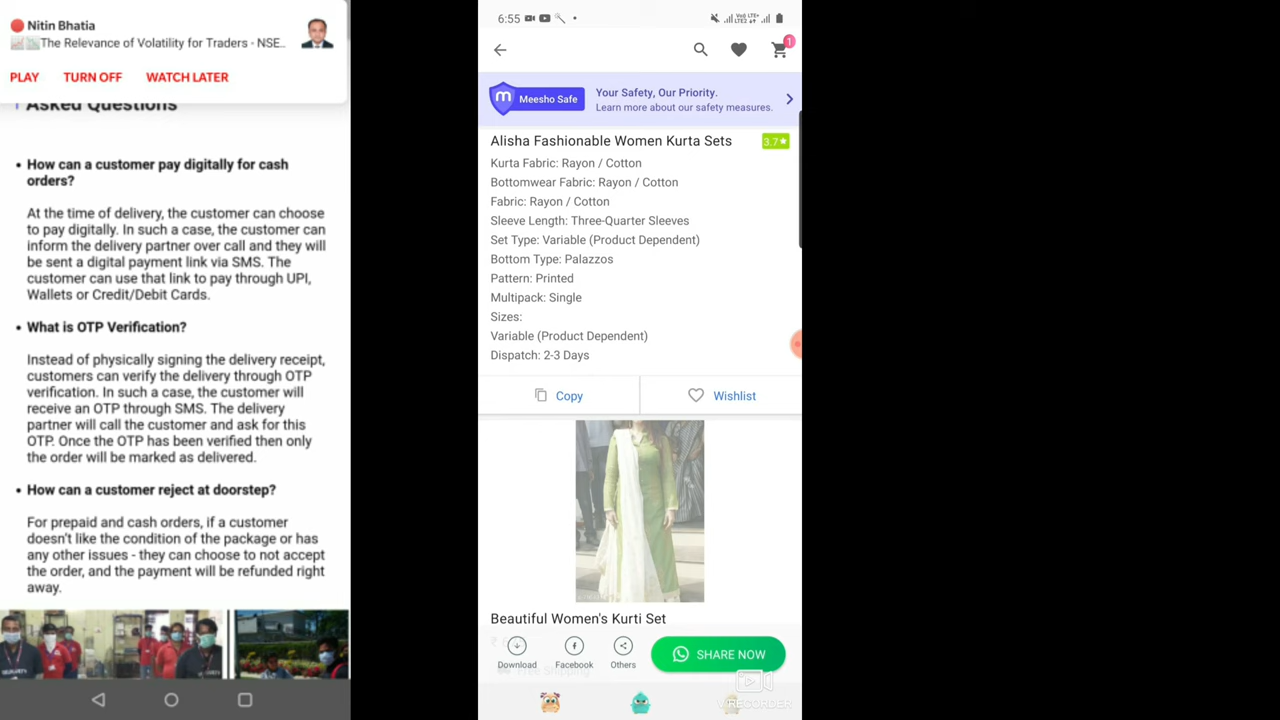 Nitin Bhatia
The Relevance of Volatility for Traders - NSE...
PLAY TURN OFF WATCH LATER
Asked Questions
• How can a customer pay digitally for cash
orders?
At the time of delivery, the customer can choose
to pay digitally. In such a case, the customer can
inform the delivery partner over call and they will
be sent a digital payment link via SMS. The
customer can use that link to pay through UPI,
Wallets or Credit/Debit Cards.
• What is OTP Verification?
Instead of physically signing the delivery receipt,
customers can verify the delivery through OTP
verification. In such a case, the customer will
receive an OTP through SMS. The delivery
partner will call the customer and ask for this
OTP. Once the OTP has been verified then only
the order will be marked as delivered.
• How can a customer reject at doorstep?
For prepaid and cash orders, if a customer
doesn't like the condition of the package or has
any other issues - they can choose to not accept
the order, and the payment will be refunded right
away.
6:55
1
m Meesho Safe
Your Safety, Our Priority.
Learn more about our safety measures.
Alisha Fashionable Women Kurta Sets
3.7★
Kurta Fabric: Rayon / Cotton
Bottomwear Fabric: Rayon / Cotton
Fabric: Rayon / Cotton
Sleeve Length: Three-Quarter Sleeves
Set Type: Variable (Product Dependent)
Bottom Type: Palazzos
Pattern: Printed
Multipack: Single
Sizes:
Variable (Product Dependent)
Dispatch: 2-3 Days
Copy Wishlist
Beautiful Women's Kurti Set
Free Shipping
Download Facebook Others SHARE NOW
VRECORDER